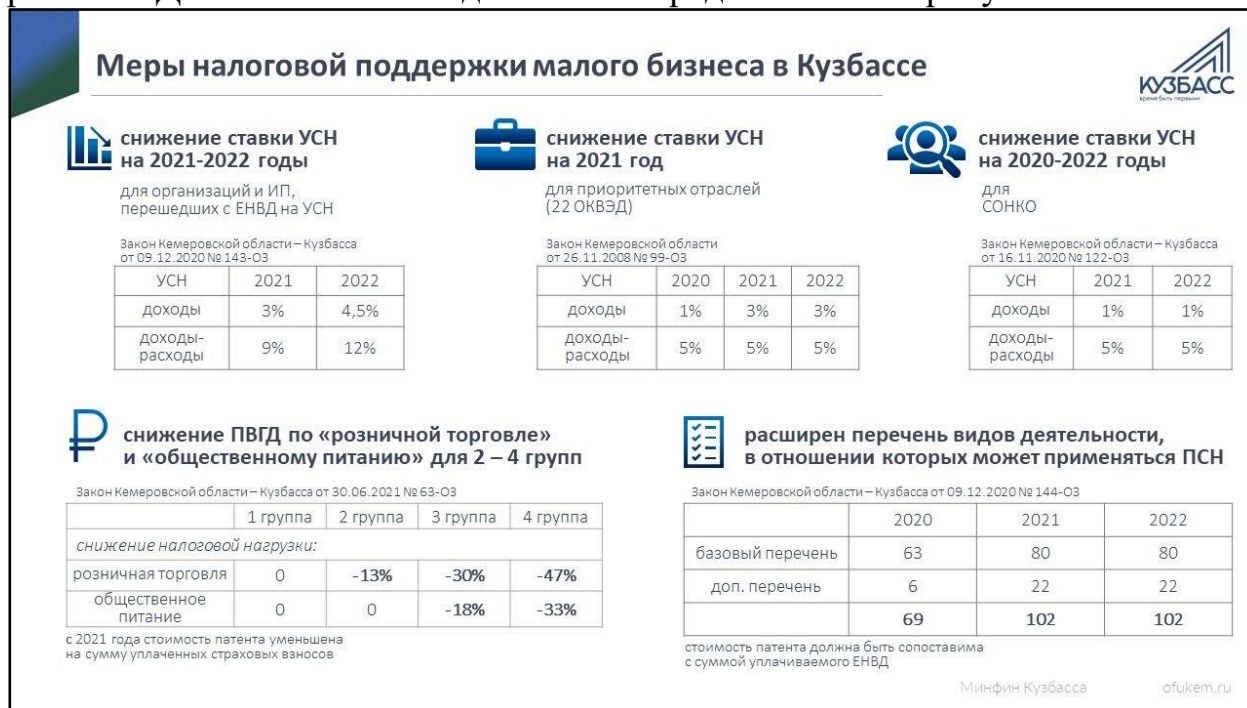 Меры налоговой поддержки малого бизнеса в Кузбассе
КУЗБАСС
время быть первыми
снижение ставки УСН
на 2021-2022 годы
для организаций и ИП,
перешедших с ЕНВД на УСН
Закон Кемеровской области – Кузбасса
от 09.12.2020 № 143-ОЗ
УСН 2021 2022
доходы 3% 4,5%
доходы-
расходы 9% 12%
снижение ставки УСН
на 2021 год
для приоритетных отраслей
(22 ОКВЭД)
Закон Кемеровской области
от 26.11.2008 № 99-ОЗ
УСН 2020 2021 2022
доходы 1% 3% 3%
доходы-
расходы 5% 5% 5%
снижение ставки УСН
на 2020-2022 годы
для
СОНКО
Закон Кемеровской области – Кузбасса
от 16.11.2020 № 122-ОЗ
УСН 2021 2022
доходы 1% 1%
доходы-
расходы 5% 5%
снижение ПВГД по «розничной торговле»
и «общественному питанию» для 2 – 4 групп
Закон Кемеровской области – Кузбасса от 30.06.2021 № 63-ОЗ
1 группа 2 группа 3 группа 4 группа
снижение налоговой нагрузки:
розничная торговля 0 -13% -30% -47%
общественное
питание 0 0 -18% -33%
с 2021 года стоимость патента уменьшена
на сумму уплаченных страховых взносов
расширен перечень видов деятельности,
в отношении которых может применяться ПСН
Закон Кемеровской области – Кузбасса от 09.12.2020 № 144-ОЗ
2020 2021 2022
базовый перечень 63 80 80
доп. перечень 6 22 22
69 102 102
стоимость патента должна быть сопоставима
с суммой уплачиваемого ЕНВД
Минфин Кузбасса ofukem.ru